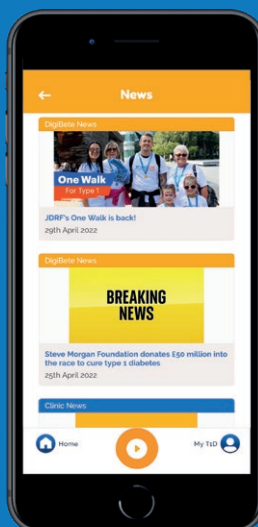 News
DigiBete News
One Walk
For Type 1
JDRF's One Walk is back!
29th April 2022
DigiBete News
BREAKING
NEWS
Steve Morgan Foundation donates £50 million into
the race to cure type 1 diabetes
25th April 2022
Clinic News
Home
My T1D